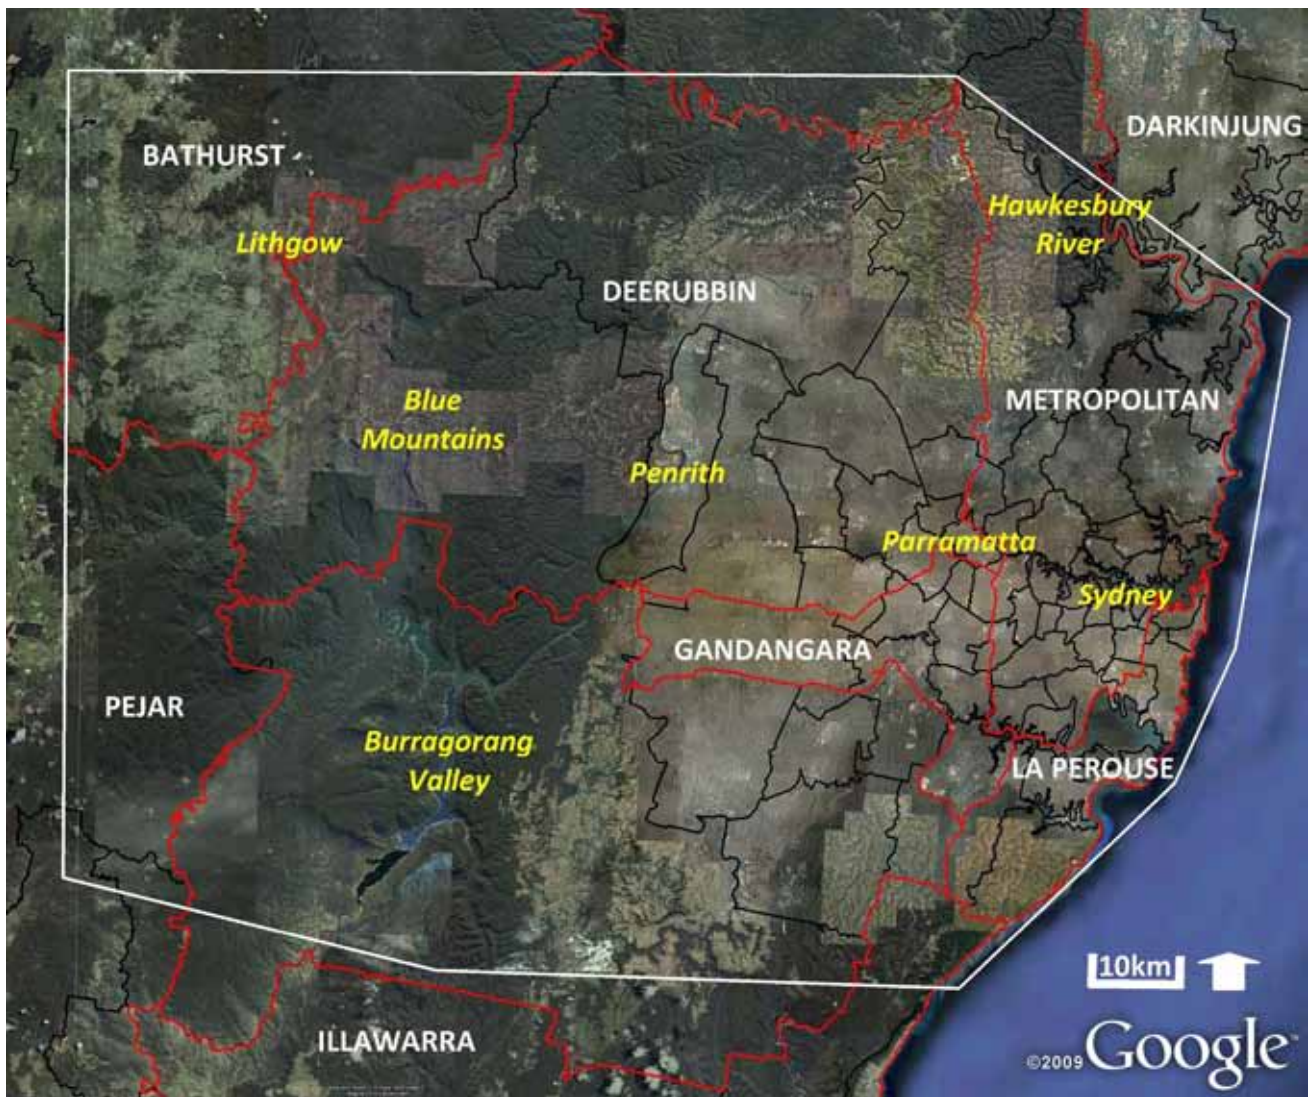 DARKINJUNG
BATHURST
Hawkesbury
River
Lithgow
DEERUBBIN
Blue
Mountains
METROPOLITAN
Penrith
Parramatta
Sydney
GANDANGARA
PEJAR
Burragorang
Valley
LA PEROUSE
10km
ILLAWARRA
©2009 Google